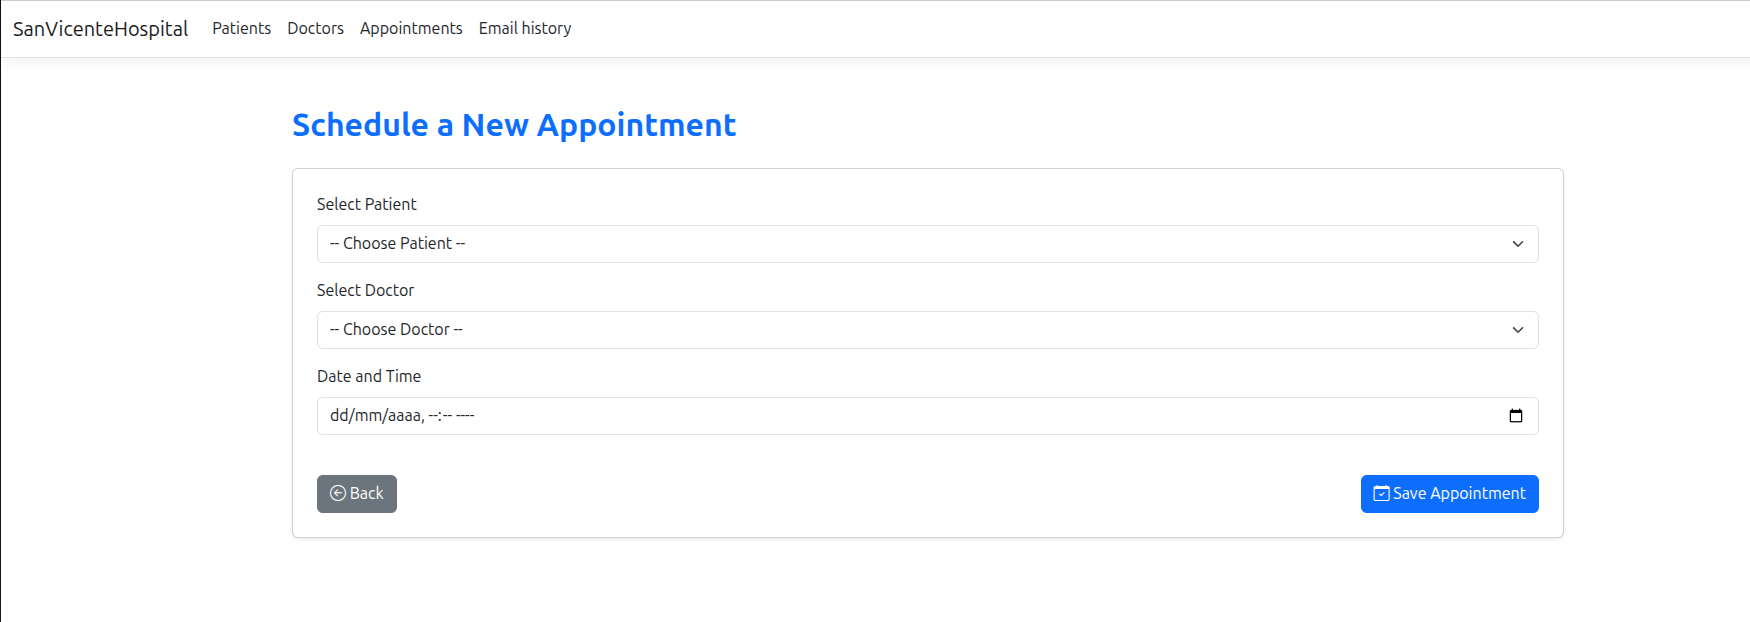 SanVicenteHospital Patients Doctors Appointments Email history
Schedule a New Appointment
Select Patient
-- Choose Patient --
Select Doctor
-- Choose Doctor --
Date and Time
dd/mm/aaaa, --:-- ----
Back Save Appointment